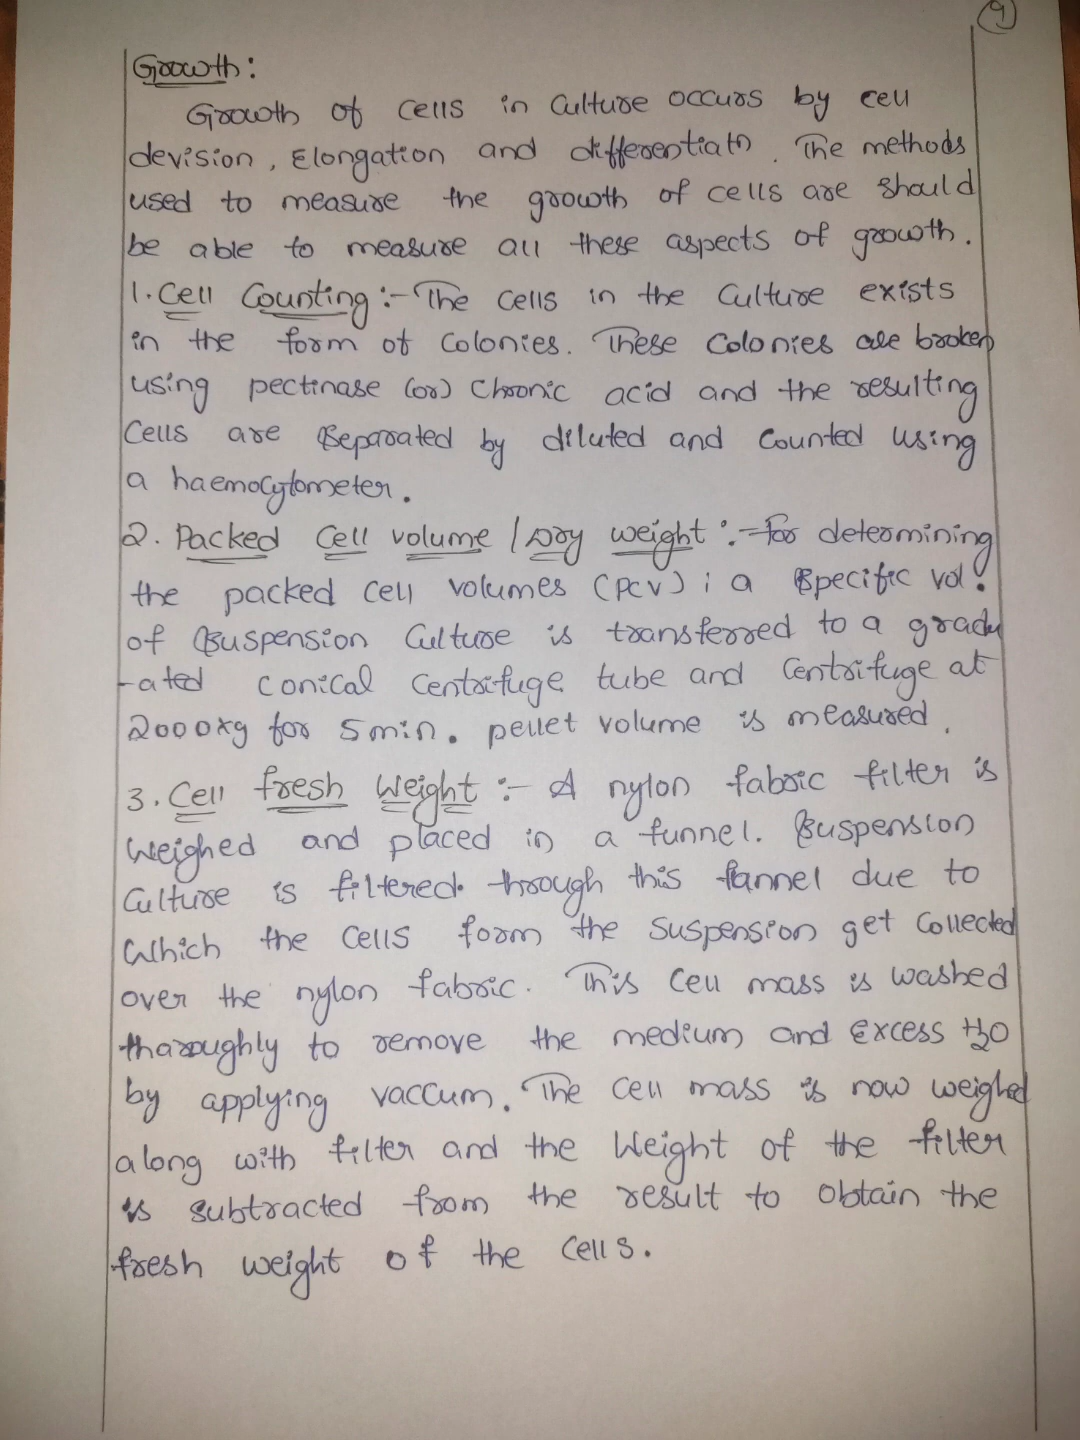 9
Growth:
Growth of cells in culture occurs by cell
devision, Elongation and differentiatn. The methods
used to measure the growth of cells are should
be able to measure all these aspects of growth.
1. Cell Counting :- The cells in the culture exists
in the form of colonies. These colonies are broken
using pectinase (or) chronic acid and the resulting
cells are separated by diluted and counted using
a haemocytometer.
2. Packed cell volume / Dry weight :- for determining
the packed cell volumes (PCV) ; a specific vol.
of suspension culture is transferred to a gradu
-ated conical centrifuge tube and centrifuge at
2000xg for 5 min. pellet volume is measured.
3. Cell fresh weight :- A nylon fabric filter is
weighed and placed in a funnel. Suspension
culture is filtered through this fannel due to
which the cells form the suspension get collected
over the nylon fabric. This cell mass is washed
tharoughly to remove the medium and excess H2O
by applying vaccum. The cell mass is now weighed
along with filter and the weight of the filter
is subtracted from the result to obtain the
fresh weight of the cells.